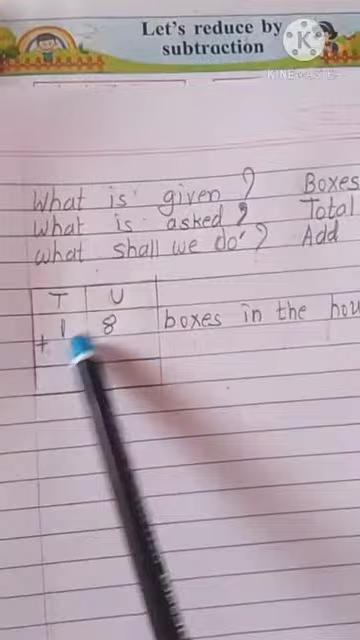 Let's reduce by
subtraction
KINEMASTER
What is given? Boxes
What is asked? Total
what shall we do? Add
T U
+ 1 8 boxes in the